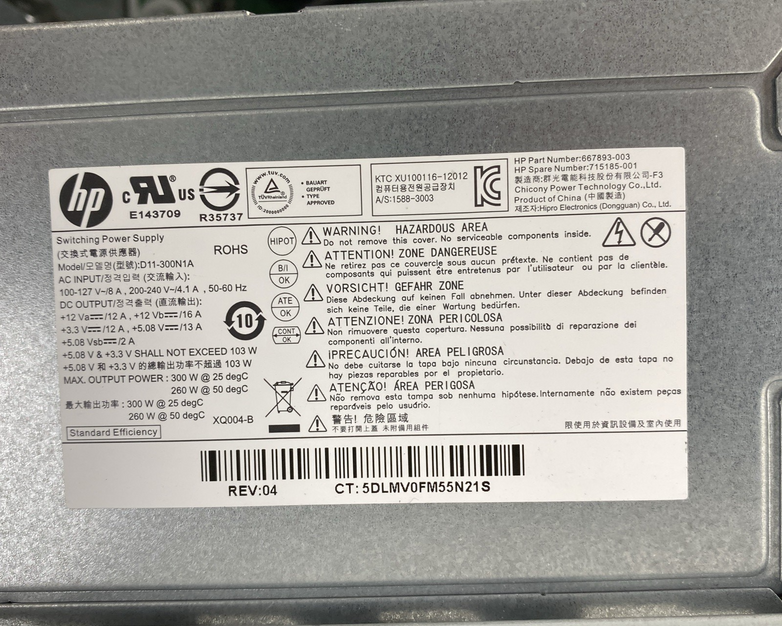 hp
c RU® US
E143709
R35737
www.tuv.com
TÜVRheinland
ID:2000000000
• BAUART
GEPRÜFT
• TYPE
APPROVED
KTC XU100116-12012
컴퓨터용전원공급장치
A/S:1588-3003
HP Part Number:667893-003
HP Spare Number:715185-001
製造商:群光電能科技股份有限公司-F3
Chicony Power Technology Co.,Ltd.
Product of China (中國製造)
제조자:Hipro Electronics (Dongguan) Co., Ltd.
Switching Power Supply
(交換式電源供應器)
Model/모델명(型號):D11-300N1A
AC INPUT/정격입력 (交流輸入):
100-127 V~/8 A , 200-240 V~/4.1 A , 50-60 Hz
DC OUTPUT/정격출력 (直流輸出):
+12 Va⎓/12 A , +12 Vb⎓/16 A
+3.3 V⎓/12 A , +5.08 V⎓/13 A
+5.08 Vsb⎓/2 A
+5.08 V & +3.3 V SHALL NOT EXCEED 103 W
+5.08 V 和 +3.3 V 的總功率不超過 103 W
MAX. OUTPUT POWER : 300 W @ 25 degC
260 W @ 50 degC
最大輸出功率 : 300 W @ 25 degC
260 W @ 50 degC
Standard Efficiency
ROHS
10
XQ004-B
HIPOT
B/I
OK
ATE
OK
CONT
OK
WARNING! HAZARDOUS AREA
Do not remove this cover. No serviceable components inside.
ATTENTION! ZONE DANGEREUSE
Ne retirez pas ce couvercle sous aucun prétexte. Ne contient pas de
composants qui puissent être entretenus par l'utilisateur ou par la clientèle.
VORSICHT! GEFAHR ZONE
Diese Abdeckung auf keinen Fall abnehmen. Unter dieser Abdeckung befinden
sich keine Teile, die einer Wartung bedürfen.
ATTENZIONE! ZONA PERICOLOSA
Non rimuovere questa copertura. Nessuna possibilità di riparazione dei
componenti all'interno.
¡PRECAUCIÓN! AREA PELIGROSA
No debe quitarse la tapa bajo ninguna circunstancia. Debajo de esta tapa no
hay piezas reparables por el propietario.
ATENÇÃO! ÁREA PERIGOSA
Não remova esta tampa sob nenhuma hipótese.Internamente não existem peças
reparáveis pelo usuário.
警告! 危險區域
不要打開上蓋 未附備用組件
限使用於資訊設備及室內使用
REV:04
CT: 5DLMV0FM55N21S